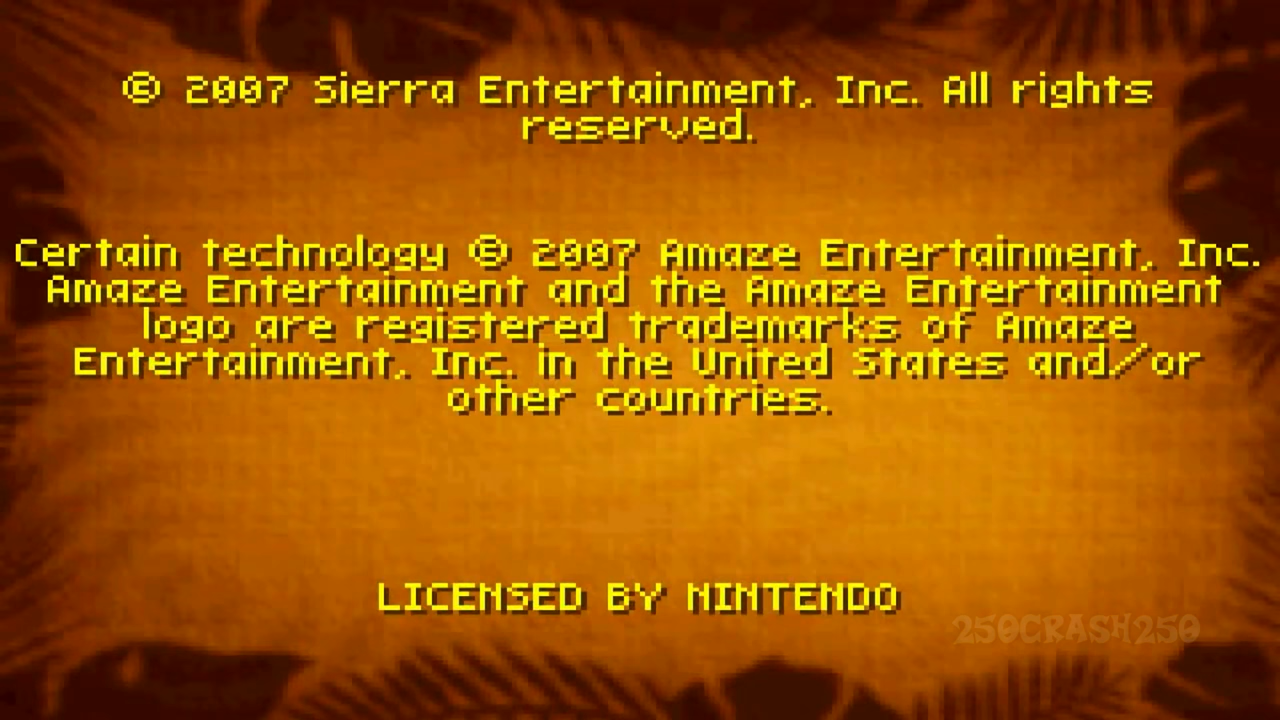 © 2007 Sierra Entertainment, Inc. All rights
reserved.
Certain technology © 2007 Amaze Entertainment, Inc.
Amaze Entertainment and the Amaze Entertainment
logo are registered trademarks of Amaze
Entertainment, Inc. in the United States and/or
other countries.
LICENSED BY NINTENDO
250CRASH250